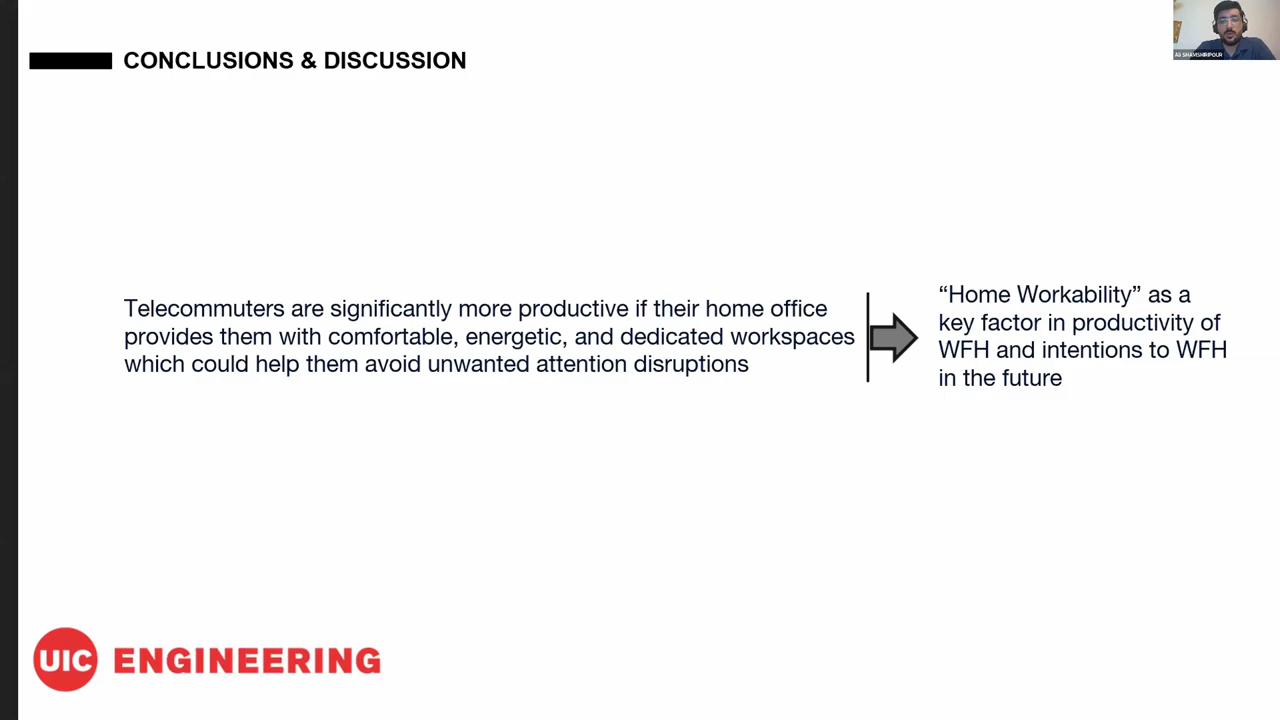 CONCLUSIONS & DISCUSSION
Ali SHAMSHIRIPOUR
Telecommuters are significantly more productive if their home office
provides them with comfortable, energetic, and dedicated workspaces
which could help them avoid unwanted attention disruptions
“Home Workability” as a
key factor in productivity of
WFH and intentions to WFH
in the future
UIC ENGINEERING